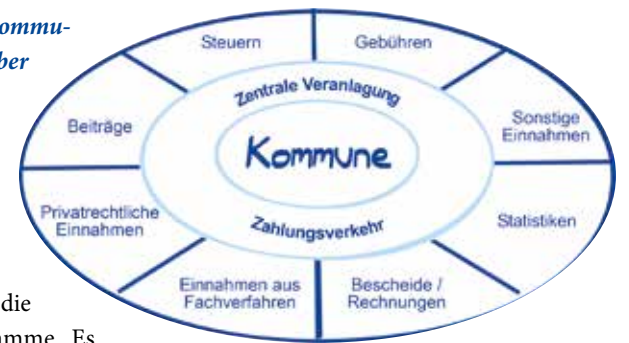 ommu-
ber
Steuern
Gebühren
Beiträge
Zentrale Veranlagung
Sonstige
Einnahmen
Kommune
Privatrechtliche
Einnahmen
Zahlungsverkehr
Statistiken
Einnahmen aus
Fachverfahren
Bescheide /
Rechnungen
die
amme. Es